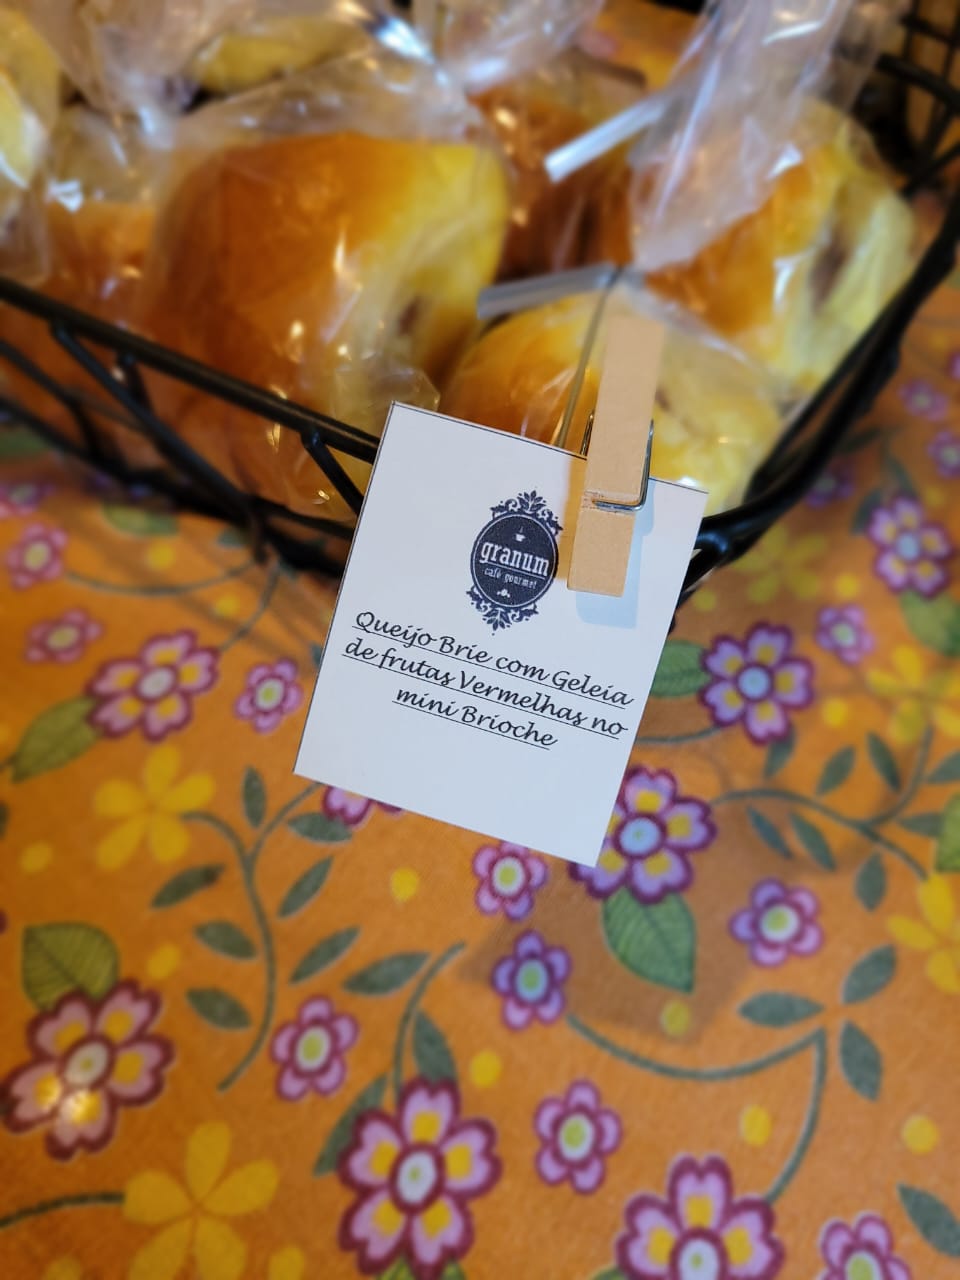 granum
café gourmet
Queijo Brie com Geleia
de frutas Vermelhas no
mini Brioche